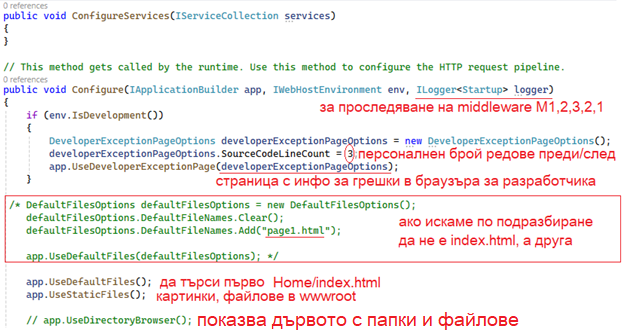 0 references
public void ConfigureServices(IServiceCollection services)
{
}
// This method gets called by the runtime. Use this method to configure the HTTP request pipeline.
0 references
public void Configure(IApplicationBuilder app, IWebHostEnvironment env, ILogger<Startup> logger)
{
за проследяване на middleware M1,2,3,2,1
if (env.IsDevelopment())
{
DeveloperExceptionPageOptions developerExceptionPageOptions = new DeveloperExceptionPageOptions();
developerExceptionPageOptions.SourceCodeLineCount = 3; персоналнен брой редове преди/след
app.UseDeveloperExceptionPage(developerExceptionPageOptions);
} страница с инфо за грешки в браузъра за разработчика
/* DefaultFilesOptions defaultFilesOptions = new DefaultFilesOptions();
defaultFilesOptions.DefaultFileNames.Clear(); ако искаме по подразбиране
defaultFilesOptions.DefaultFileNames.Add("page1.html"); да не е index.html, а друга
app.UseDefaultFiles(defaultFilesOptions); */
app.UseDefaultFiles(); да търси първо Home/index.html
app.UseStaticFiles(); картинки, файлове в wwwroot
// app.UseDirectoryBrowser(); показва дървото с папки и файлове